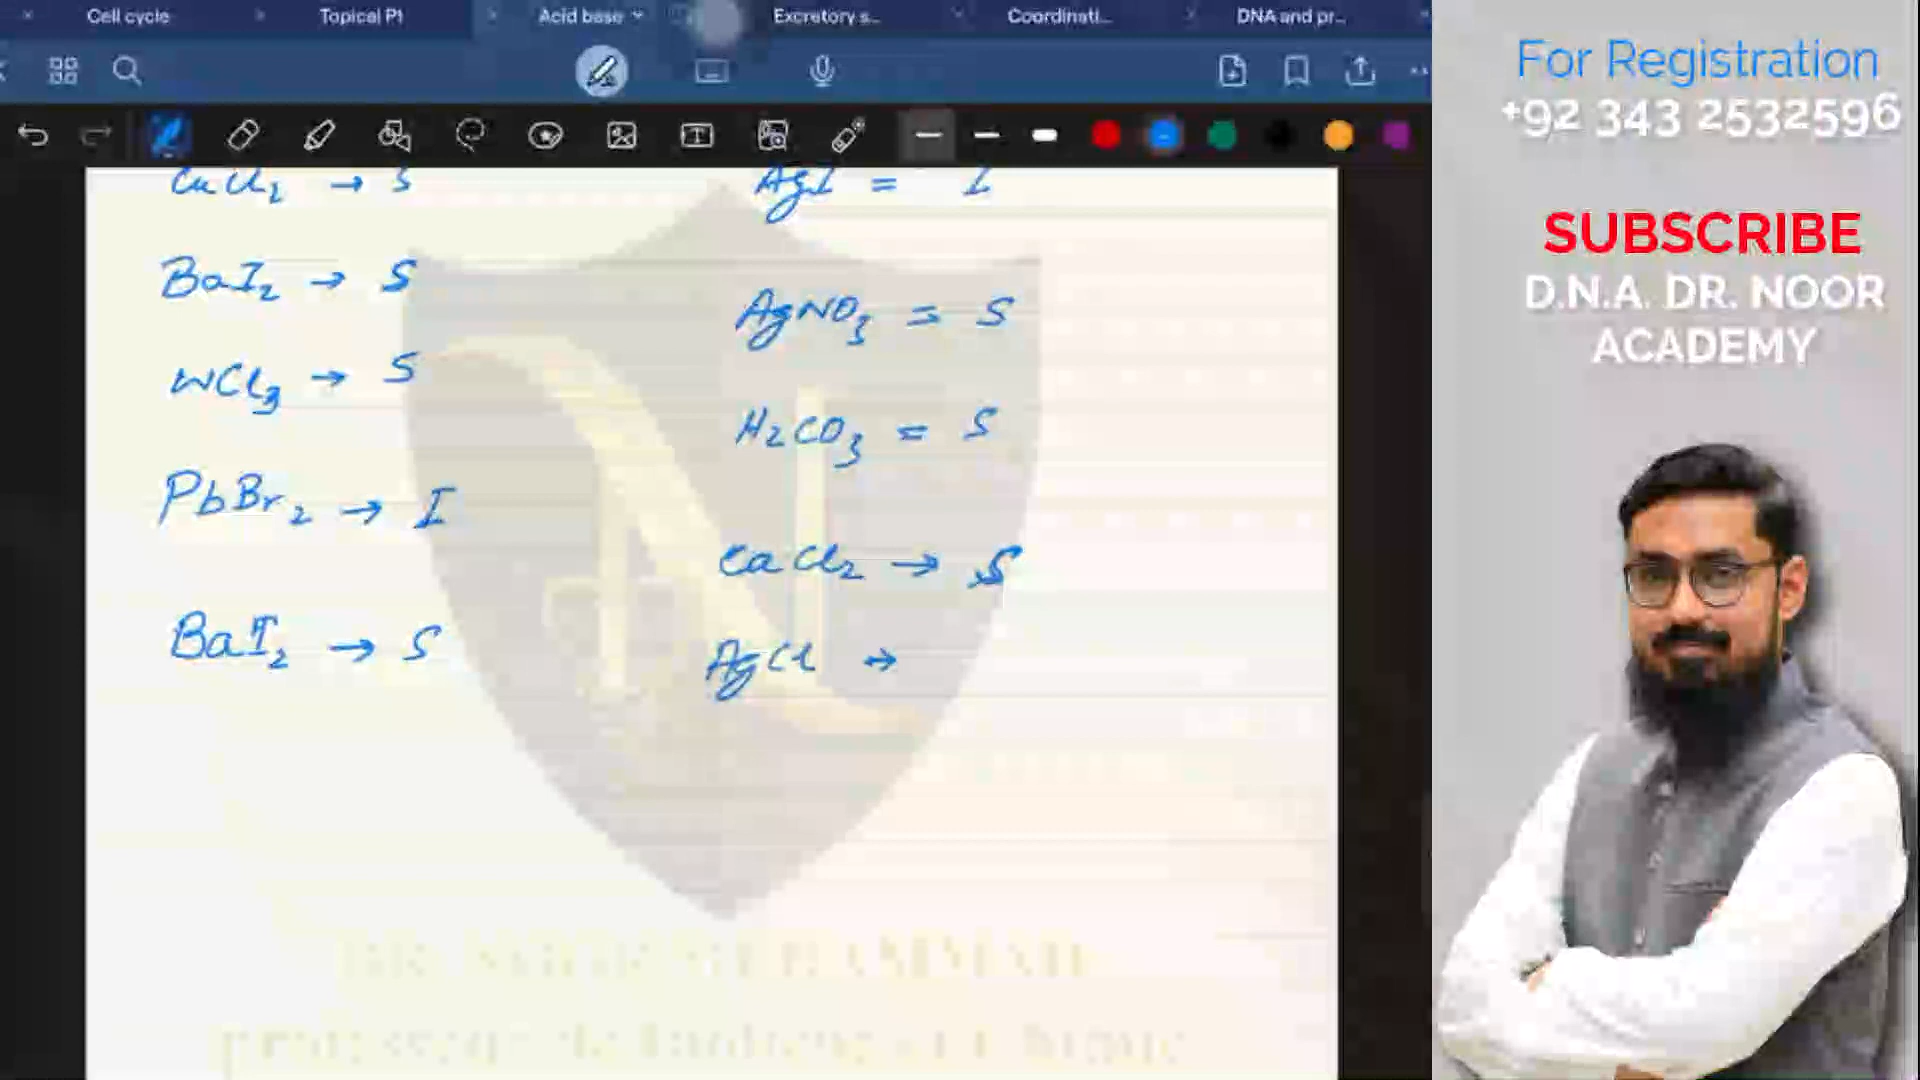 Cell cycle
Topical P1
Acid base
Excretory s...
Coordinati...
DNA and pr...
For Registration
+92 343 2532596
SUBSCRIBE
D.N.A. DR. NOOR
ACADEMY
CuCl₂ → S
BaI₂ → S
WCl₃ → S
PbBr₂ → I
BaI₂ → S
AgI = I
AgNO₃ = S
H₂CO₃ = S
CaCl₂ → S
AgCl →